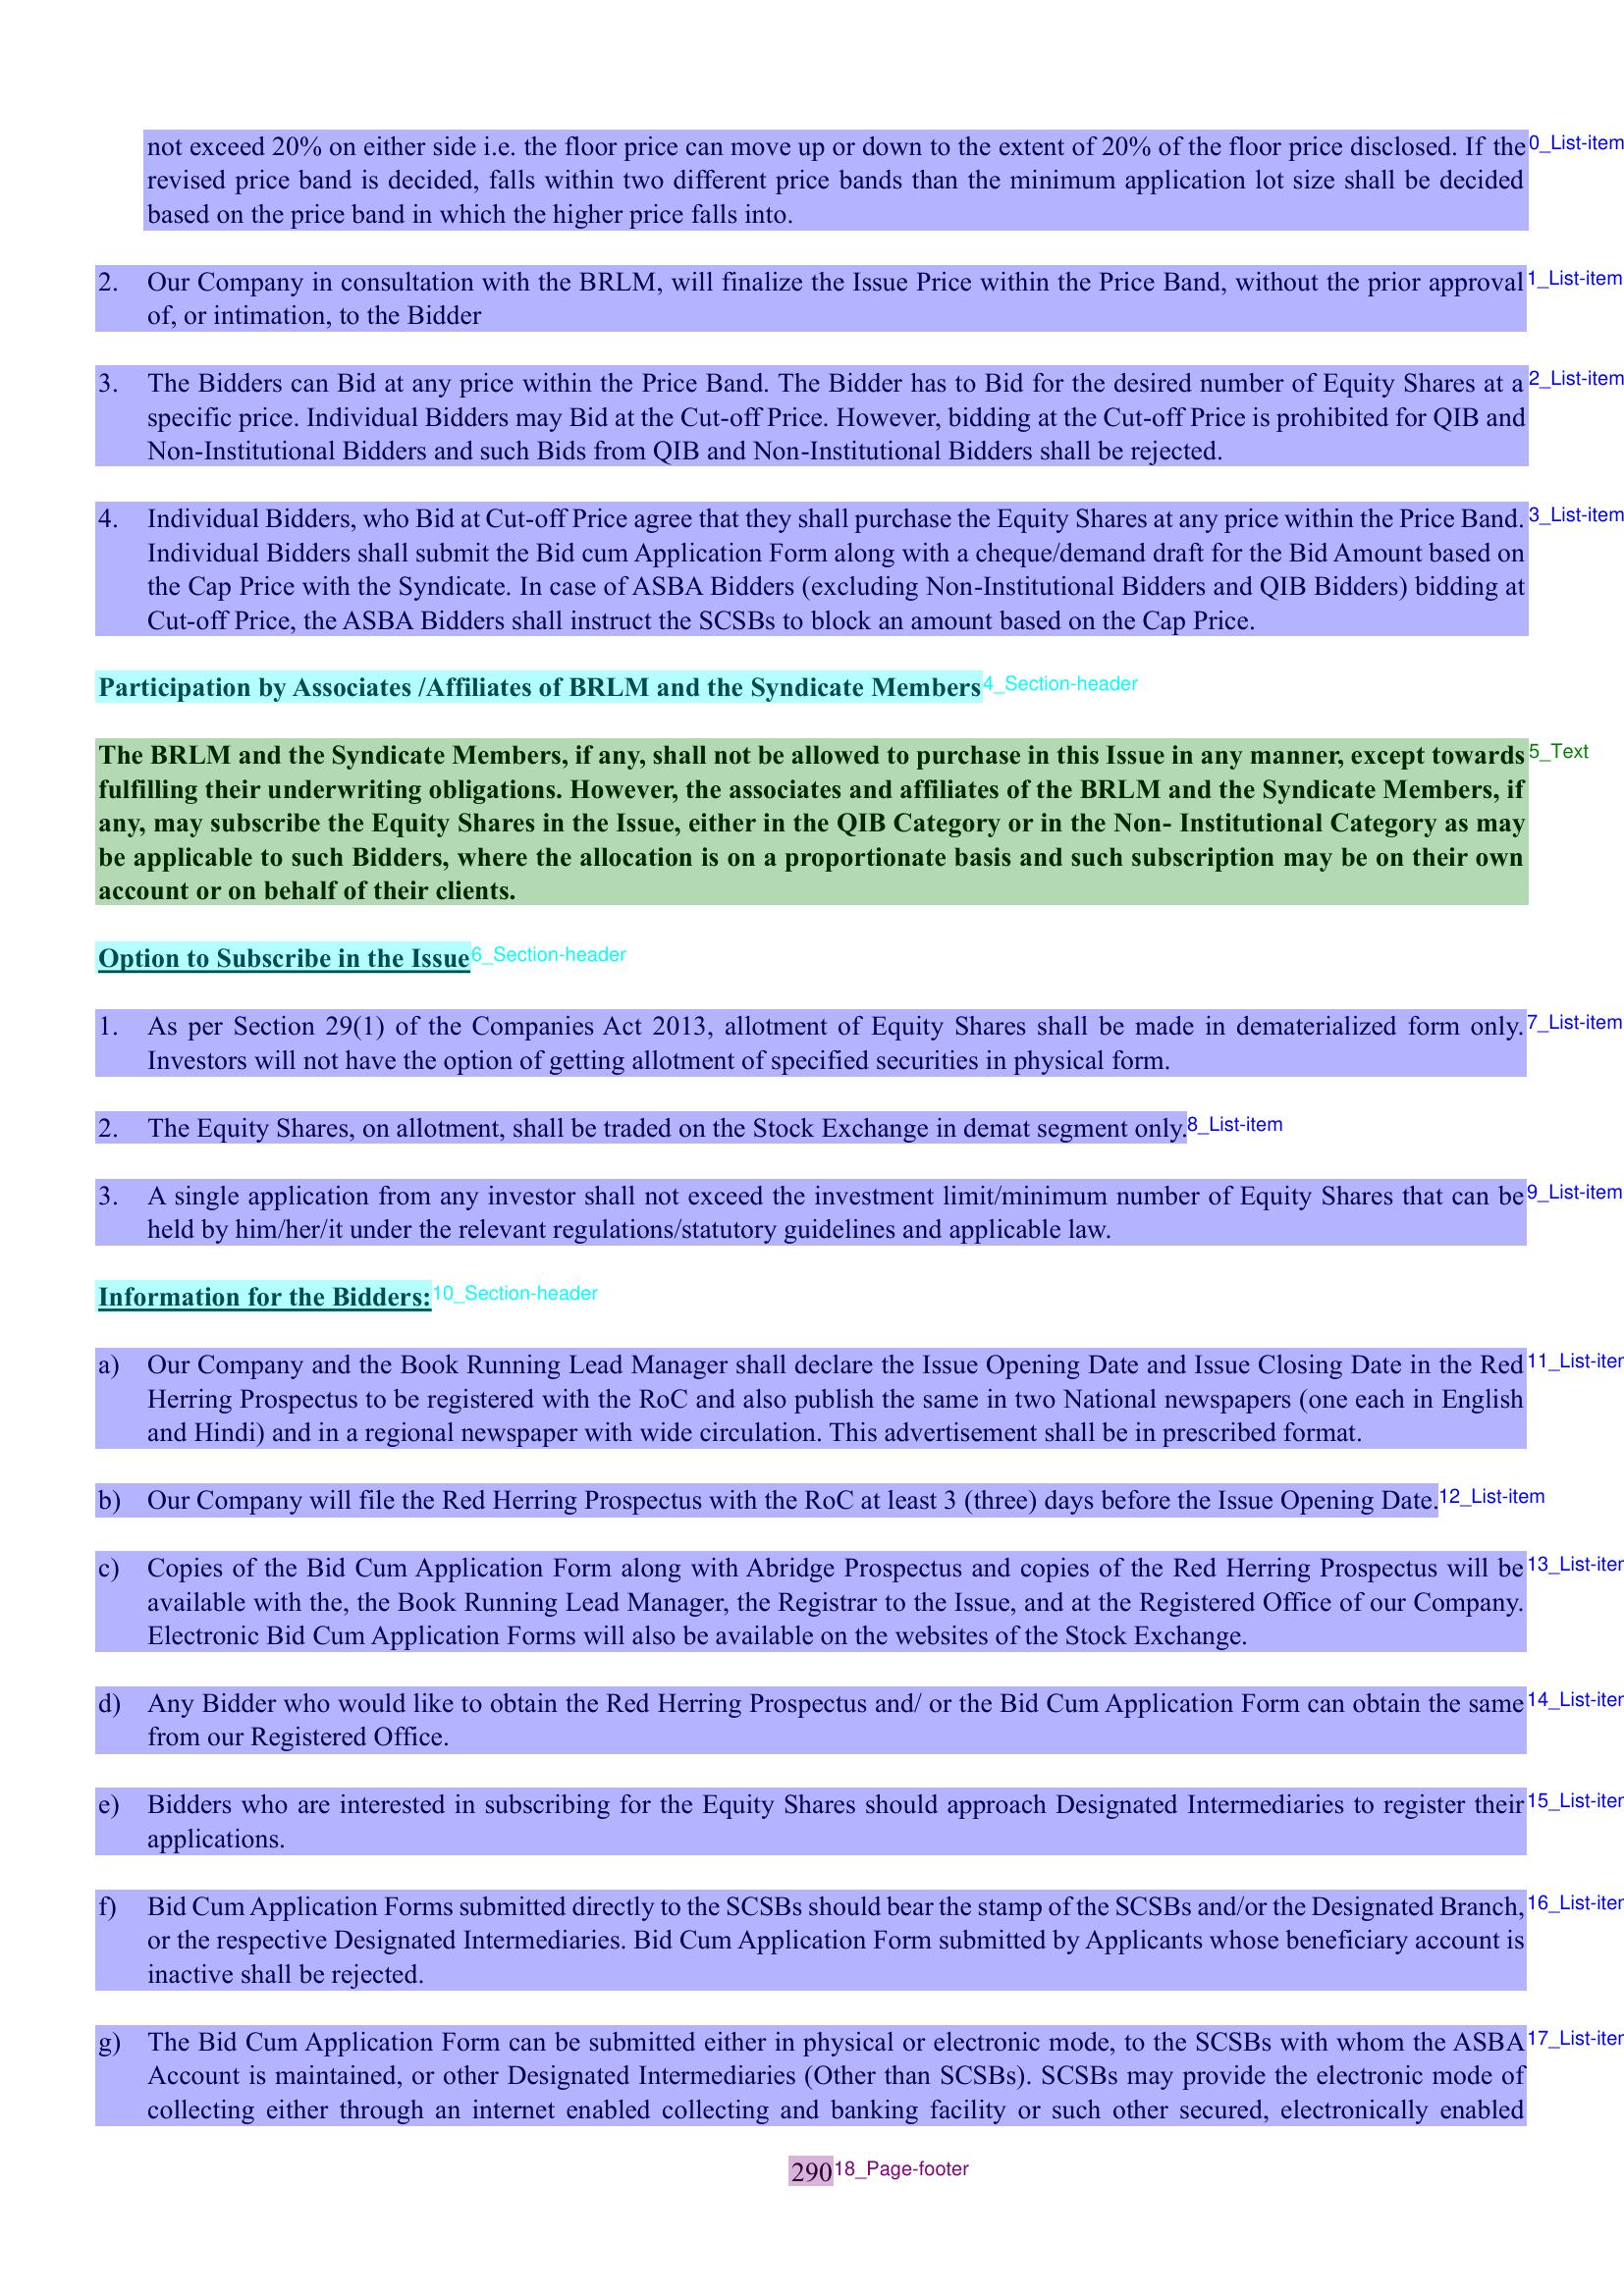 not exceed 20% on either side i.e. the floor price can move up or down to the extent of 20% of the floor price disclosed. If the 0_List-item
revised price band is decided, falls within two different price bands than the minimum application lot size shall be decided
based on the price band in which the higher price falls into.
2. Our Company in consultation with the BRLM, will finalize the Issue Price within the Price Band, without the prior approval 1_List-item
of, or intimation, to the Bidder
3. The Bidders can Bid at any price within the Price Band. The Bidder has to Bid for the desired number of Equity Shares at a 2_List-item
specific price. Individual Bidders may Bid at the Cut-off Price. However, bidding at the Cut-off Price is prohibited for QIB and
Non-Institutional Bidders and such Bids from QIB and Non-Institutional Bidders shall be rejected.
4. Individual Bidders, who Bid at Cut-off Price agree that they shall purchase the Equity Shares at any price within the Price Band. 3_List-item
Individual Bidders shall submit the Bid cum Application Form along with a cheque/demand draft for the Bid Amount based on
the Cap Price with the Syndicate. In case of ASBA Bidders (excluding Non-Institutional Bidders and QIB Bidders) bidding at
Cut-off Price, the ASBA Bidders shall instruct the SCSBs to block an amount based on the Cap Price.
Participation by Associates /Affiliates of BRLM and the Syndicate Members 4_Section-header
The BRLM and the Syndicate Members, if any, shall not be allowed to purchase in this Issue in any manner, except towards 5_Text
fulfilling their underwriting obligations. However, the associates and affiliates of the BRLM and the Syndicate Members, if
any, may subscribe the Equity Shares in the Issue, either in the QIB Category or in the Non- Institutional Category as may
be applicable to such Bidders, where the allocation is on a proportionate basis and such subscription may be on their own
account or on behalf of their clients.
Option to Subscribe in the Issue 6_Section-header
1. As per Section 29(1) of the Companies Act 2013, allotment of Equity Shares shall be made in dematerialized form only. 7_List-item
Investors will not have the option of getting allotment of specified securities in physical form.
2. The Equity Shares, on allotment, shall be traded on the Stock Exchange in demat segment only. 8_List-item
3. A single application from any investor shall not exceed the investment limit/minimum number of Equity Shares that can be 9_List-item
held by him/her/it under the relevant regulations/statutory guidelines and applicable law.
Information for the Bidders: 10_Section-header
a) Our Company and the Book Running Lead Manager shall declare the Issue Opening Date and Issue Closing Date in the Red 11_List-iter
Herring Prospectus to be registered with the RoC and also publish the same in two National newspapers (one each in English
and Hindi) and in a regional newspaper with wide circulation. This advertisement shall be in prescribed format.
b) Our Company will file the Red Herring Prospectus with the RoC at least 3 (three) days before the Issue Opening Date. 12_List-item
c) Copies of the Bid Cum Application Form along with Abridge Prospectus and copies of the Red Herring Prospectus will be 13_List-iter
available with the, the Book Running Lead Manager, the Registrar to the Issue, and at the Registered Office of our Company.
Electronic Bid Cum Application Forms will also be available on the websites of the Stock Exchange.
d) Any Bidder who would like to obtain the Red Herring Prospectus and/ or the Bid Cum Application Form can obtain the same 14_List-iter
from our Registered Office.
e) Bidders who are interested in subscribing for the Equity Shares should approach Designated Intermediaries to register their 15_List-iter
applications.
f) Bid Cum Application Forms submitted directly to the SCSBs should bear the stamp of the SCSBs and/or the Designated Branch, 16_List-iter
or the respective Designated Intermediaries. Bid Cum Application Form submitted by Applicants whose beneficiary account is
inactive shall be rejected.
g) The Bid Cum Application Form can be submitted either in physical or electronic mode, to the SCSBs with whom the ASBA 17_List-iter
Account is maintained, or other Designated Intermediaries (Other than SCSBs). SCSBs may provide the electronic mode of
collecting either through an internet enabled collecting and banking facility or such other secured, electronically enabled
290 18_Page-footer